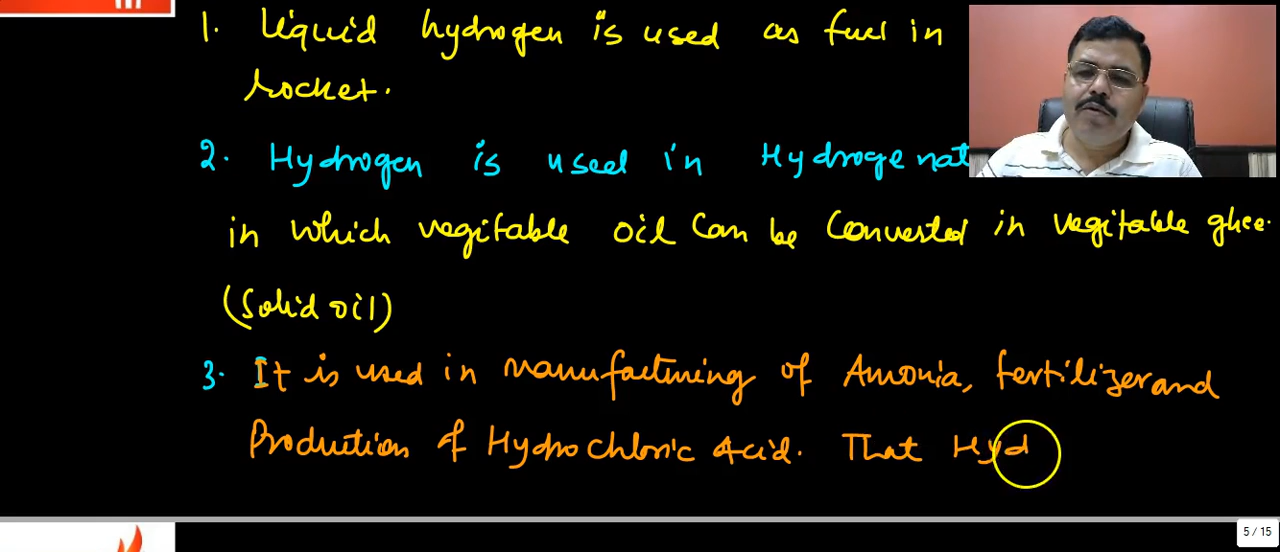 1. Liquid hydrogen is used as fuel in
rocket.
2. Hydrogen is used in Hydrogenat
in which vegitable oil can be converted in vegitable ghee.
(Solid oil)
3. It is used in manufacturing of Amonia, fertilizer and
Production of Hydrochloric Acid. That Hyd
5 / 15